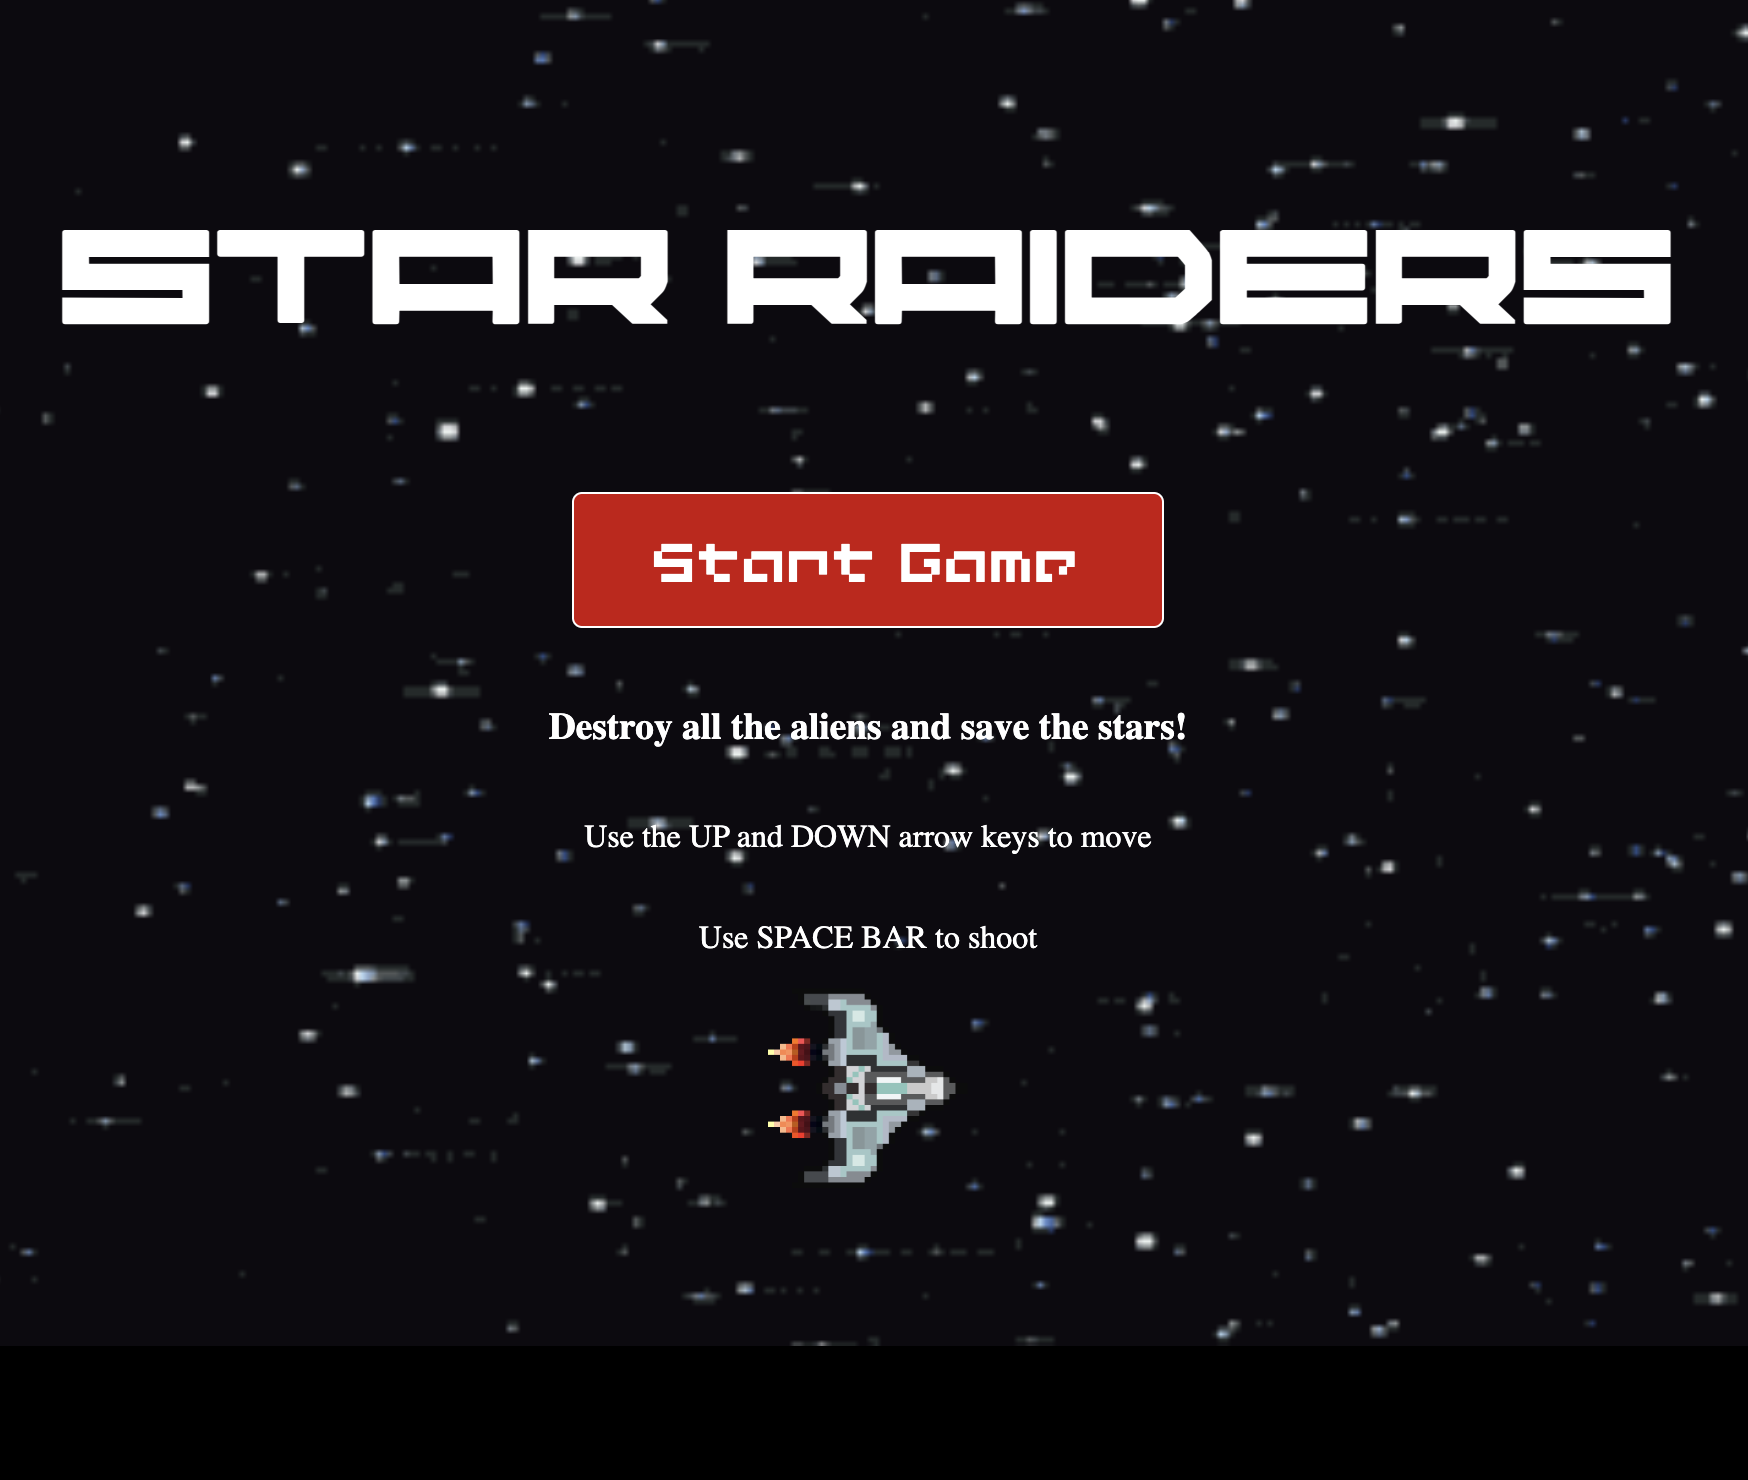 STAR RAIDERS
Start Game
Destroy all the aliens and save the stars!
Use the UP and DOWN arrow keys to move
Use SPACE BAR to shoot